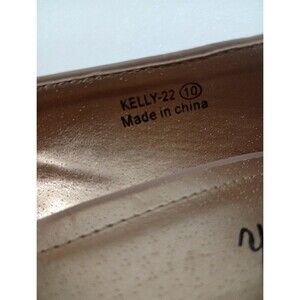 KELLY-22 (10)
Made in china